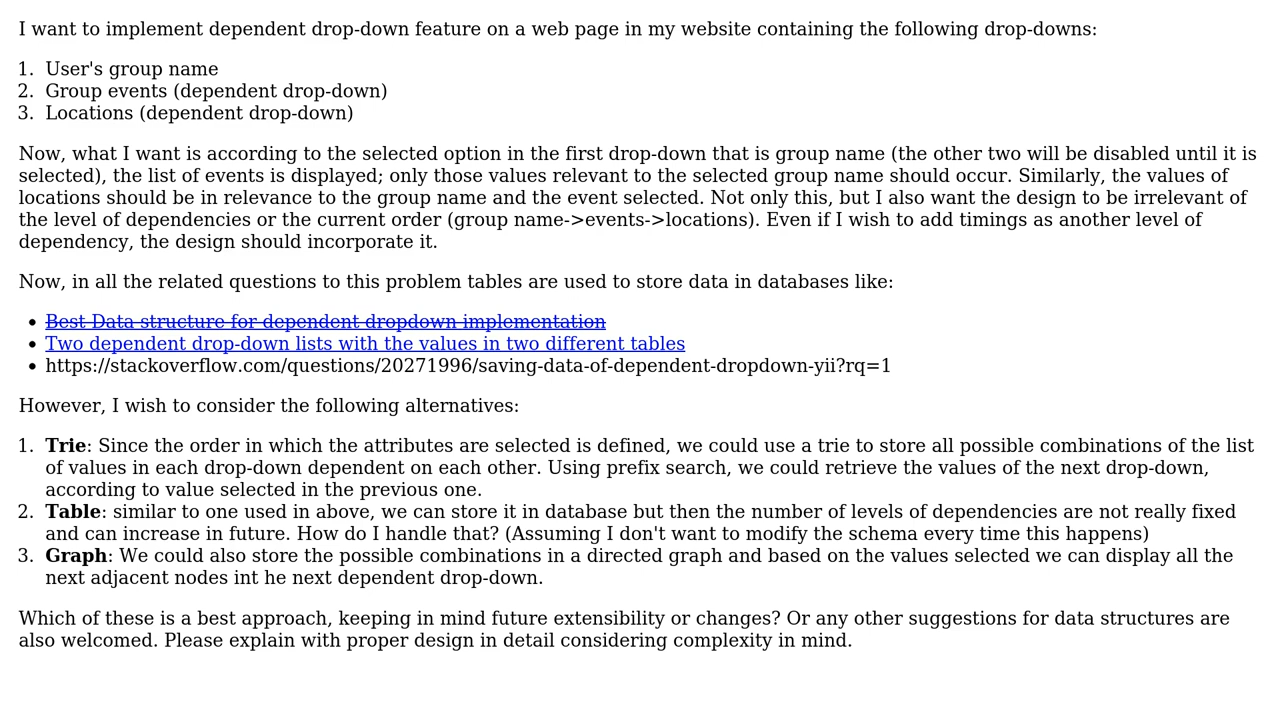 I want to implement dependent drop-down feature on a web page in my website containing the following drop-downs:
1. User's group name
2. Group events (dependent drop-down)
3. Locations (dependent drop-down)
Now, what I want is according to the selected option in the first drop-down that is group name (the other two will be disabled until it is
selected), the list of events is displayed; only those values relevant to the selected group name should occur. Similarly, the values of
locations should be in relevance to the group name and the event selected. Not only this, but I also want the design to be irrelevant of
the level of dependencies or the current order (group name->events->locations). Even if I wish to add timings as another level of
dependency, the design should incorporate it.
Now, in all the related questions to this problem tables are used to store data in databases like:
• Best Data structure for dependent dropdown implementation
• Two dependent drop-down lists with the values in two different tables
• https://stackoverflow.com/questions/20271996/saving-data-of-dependent-dropdown-yii?rq=1
However, I wish to consider the following alternatives:
1. Trie: Since the order in which the attributes are selected is defined, we could use a trie to store all possible combinations of the list
of values in each drop-down dependent on each other. Using prefix search, we could retrieve the values of the next drop-down,
according to value selected in the previous one.
2. Table: similar to one used in above, we can store it in database but then the number of levels of dependencies are not really fixed
and can increase in future. How do I handle that? (Assuming I don't want to modify the schema every time this happens)
3. Graph: We could also store the possible combinations in a directed graph and based on the values selected we can display all the
next adjacent nodes int he next dependent drop-down.
Which of these is a best approach, keeping in mind future extensibility or changes? Or any other suggestions for data structures are
also welcomed. Please explain with proper design in detail considering complexity in mind.